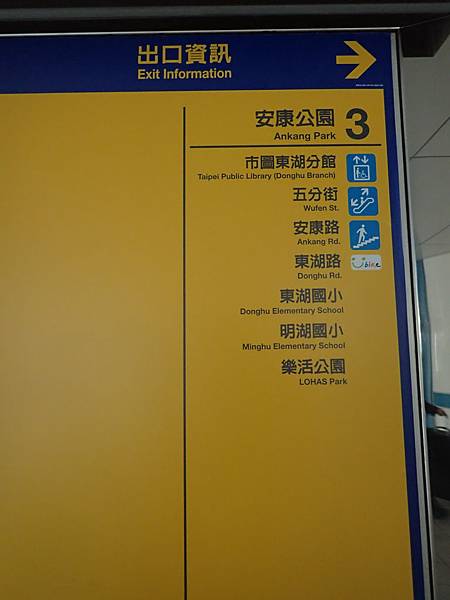 出口資訊
Exit Information
安康公園 3
Ankang Park
市圖東湖分館
Taipei Public Library (Donghu Branch)
五分街
Wufen St.
安康路
Ankang Rd.
東湖路
Donghu Rd.
Ubike
東湖國小
Donghu Elementary School
明湖國小
Minghu Elementary School
樂活公園
LOHAS Park